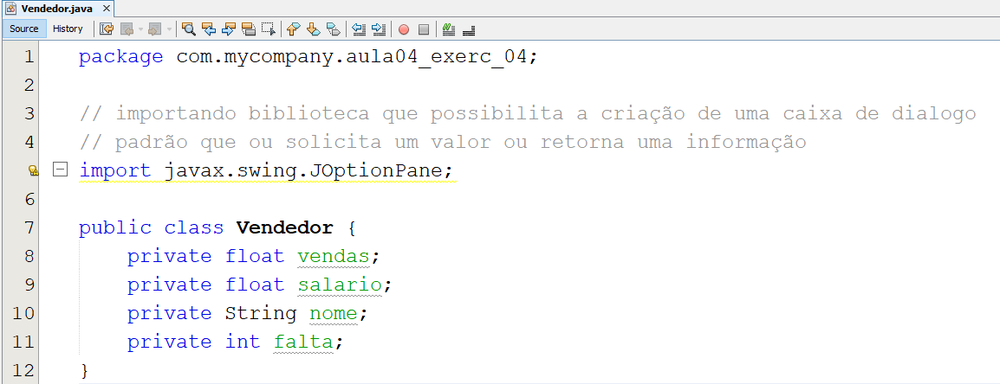 Vendedor.java
Source History
1 package com.mycompany.aula04_exerc_04;
2
3 // importando biblioteca que possibilita a criação de uma caixa de dialogo
4 // padrão que ou solicita um valor ou retorna uma informação
import javax.swing.JOptionPane;
6
7 public class Vendedor {
8 private float vendas;
9 private float salario;
10 private String nome;
11 private int falta;
12 }